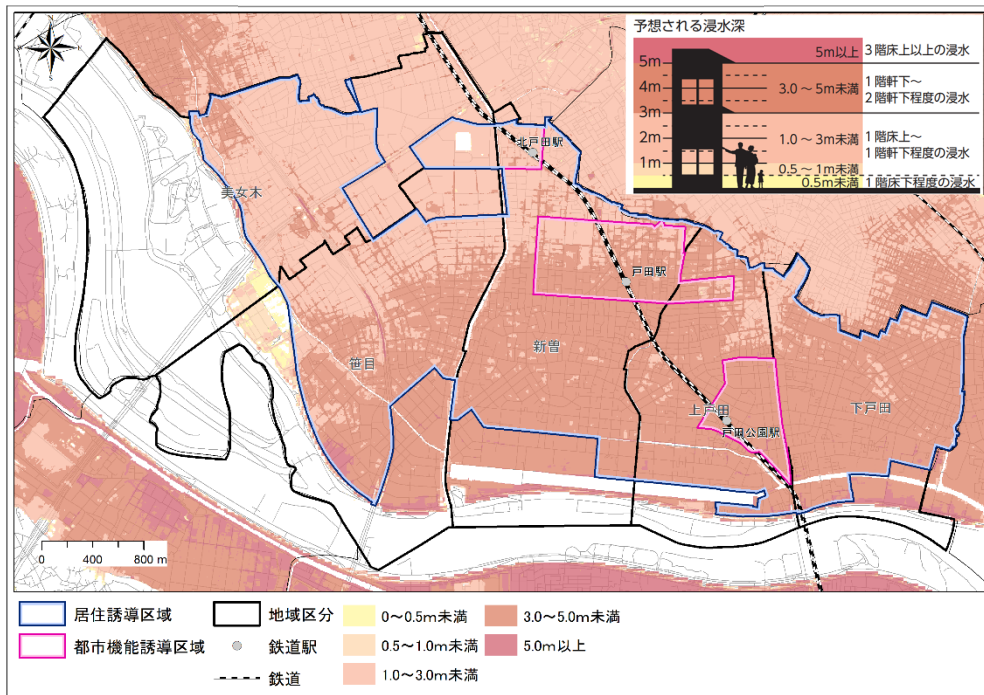 予想される浸水深
5m以上
3階床上以上の浸水
5m
4m
3.0～5m未満
1階軒下～
2階軒下程度の浸水
3m
2m
1.0～3m未満
1階床上～
1階軒下程度の浸水
1m
0.5～1m未満
0.5m未満
1階床下程度の浸水
北戸田駅
美女木
戸田駅
新曽
笹目
上戸田
下戸田
戸田公園駅
0 400 800 m
居住誘導区域
都市機能誘導区域
地域区分
鉄道駅
鉄道
0～0.5m未満
0.5～1.0m未満
1.0～3.0m未満
3.0～5.0m未満
5.0m以上